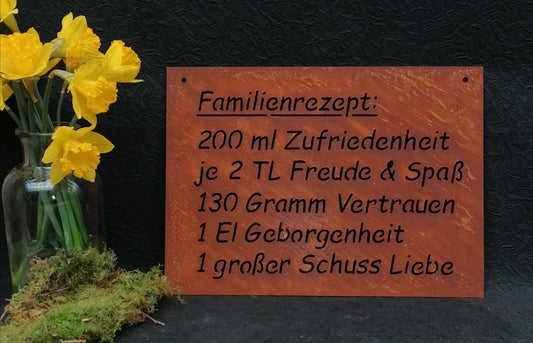 Familienrezept:
200 ml Zufriedenheit
je 2 TL Freude & Spaß
130 Gramm Vertrauen
1 El Geborgenheit
1 großer Schuss Liebe